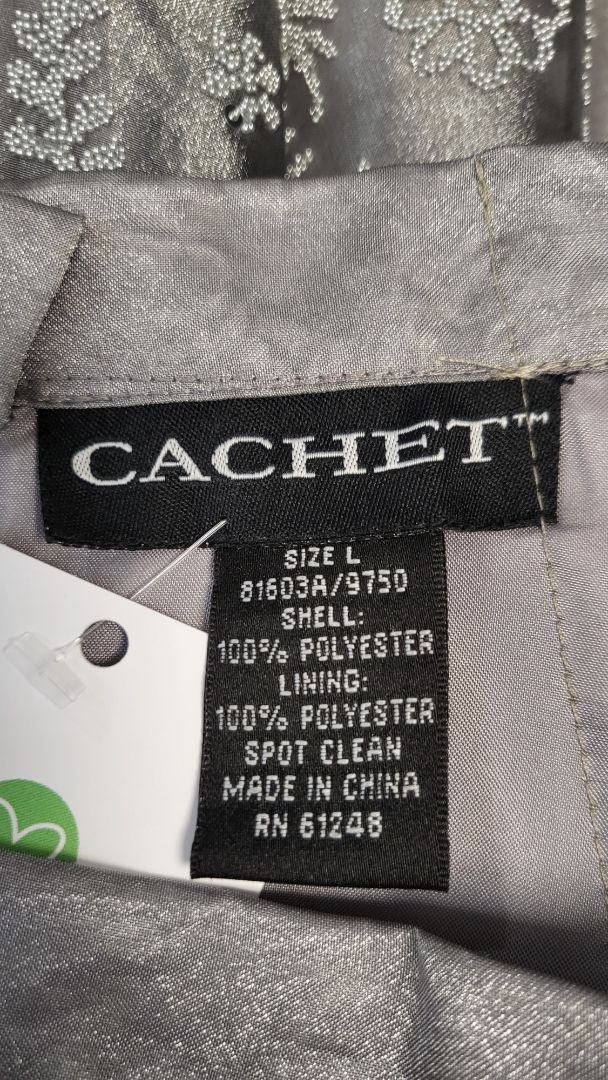 CACHET™
SIZE L
81603A/9750
SHELL:
100% POLYESTER
LINING:
100% POLYESTER
SPOT CLEAN
MADE IN CHINA
RN 61248